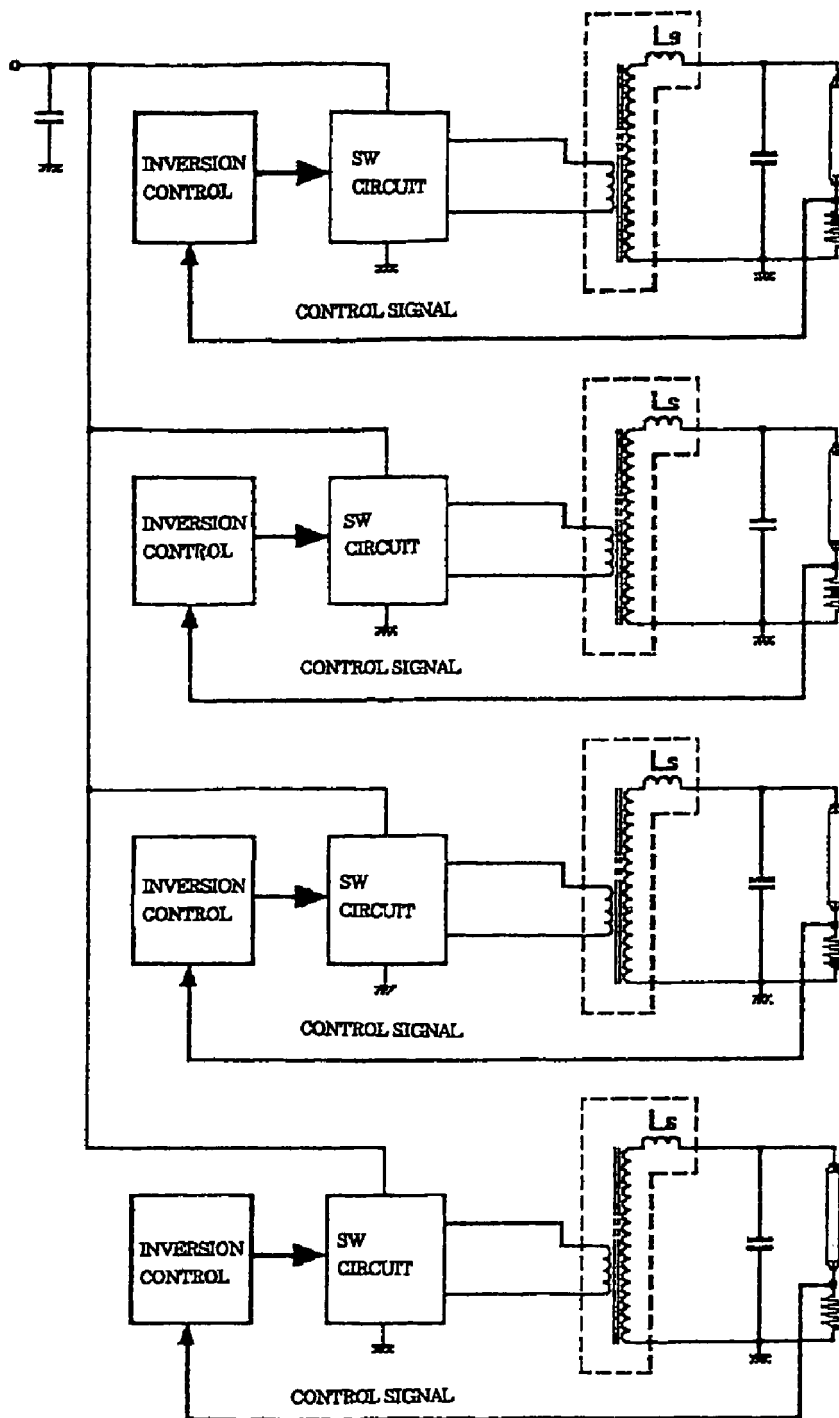 Ls
INVERSION
CONTROL
SW
CIRCUIT
CONTROL SIGNAL
Ls
INVERSION
CONTROL
SW
CIRCUIT
CONTROL SIGNAL
Ls
INVERSION
CONTROL
SW
CIRCUIT
CONTROL SIGNAL
Ls
INVERSION
CONTROL
SW
CIRCUIT
CONTROL SIGNAL